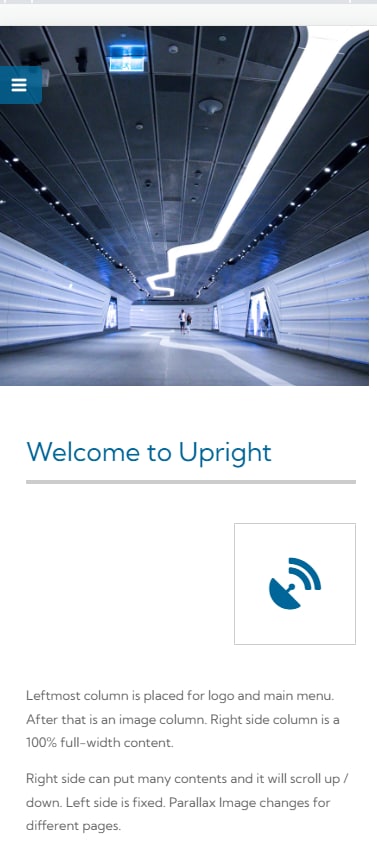 Welcome to Upright
Leftmost column is placed for logo and main menu.
After that is an image column. Right side column is a
100% full-width content.
Right side can put many contents and it will scroll up /
down. Left side is fixed. Parallax Image changes for
different pages.